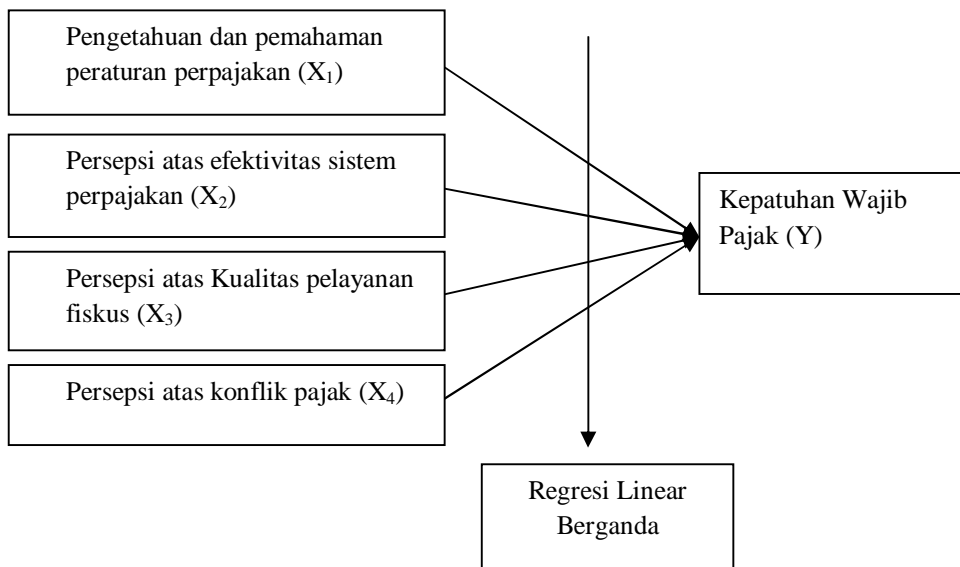 Pengetahuan dan pemahaman
peraturan perpajakan (X₁)
Persepsi atas efektivitas sistem
perpajakan (X₂)
Persepsi atas Kualitas pelayanan
fiskus (X₃)
Persepsi atas konflik pajak (X₄)
Kepatuhan Wajib
Pajak (Y)
Regresi Linear
Berganda